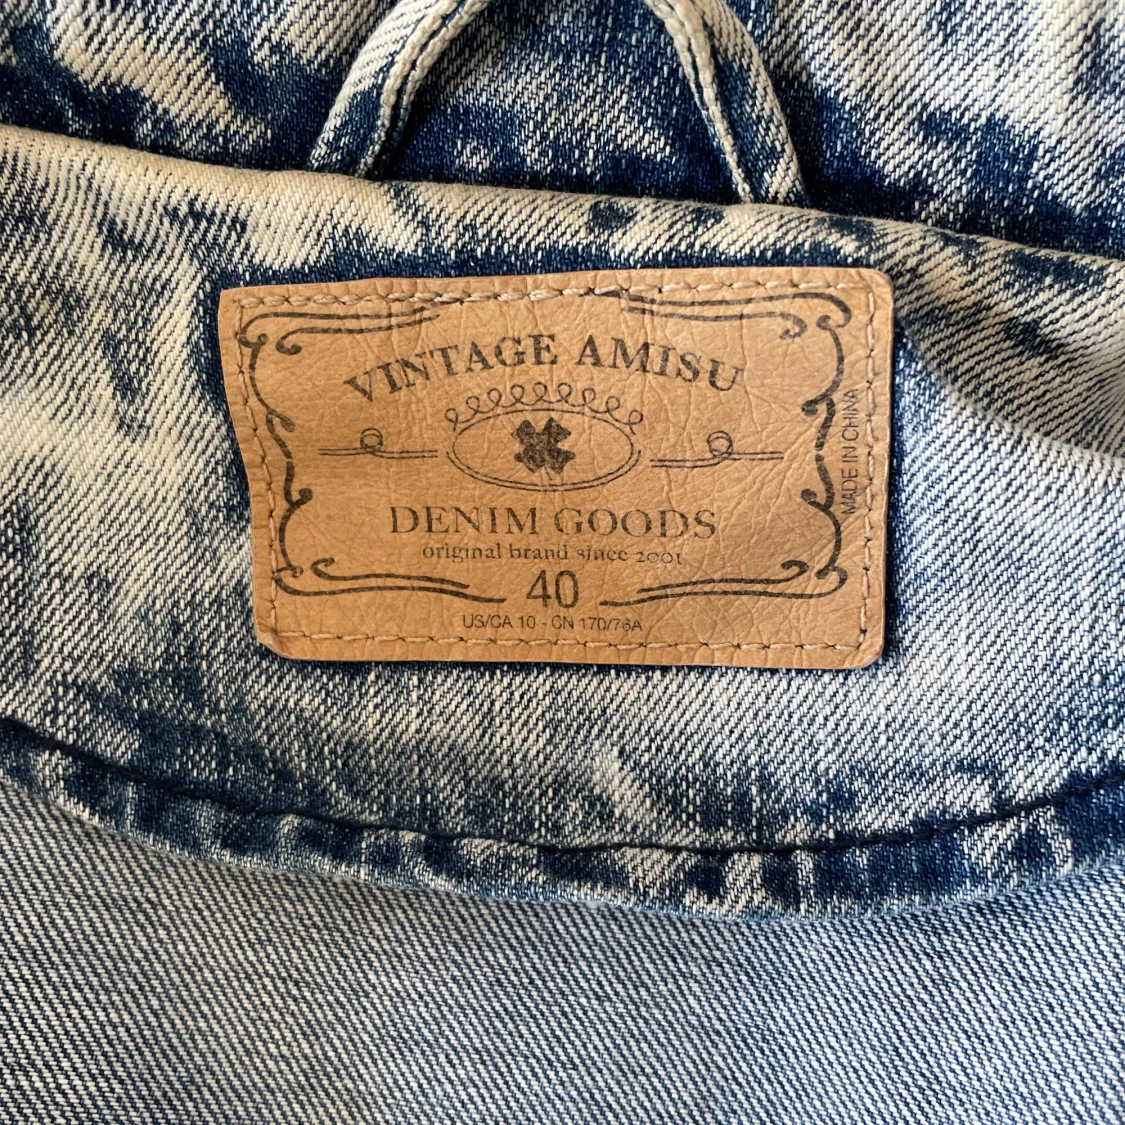 VINTAGE AMISU
DENIM GOODS
original brand since 2001
40
US/CA 10 - CN 170/76A
MADE IN CHINA